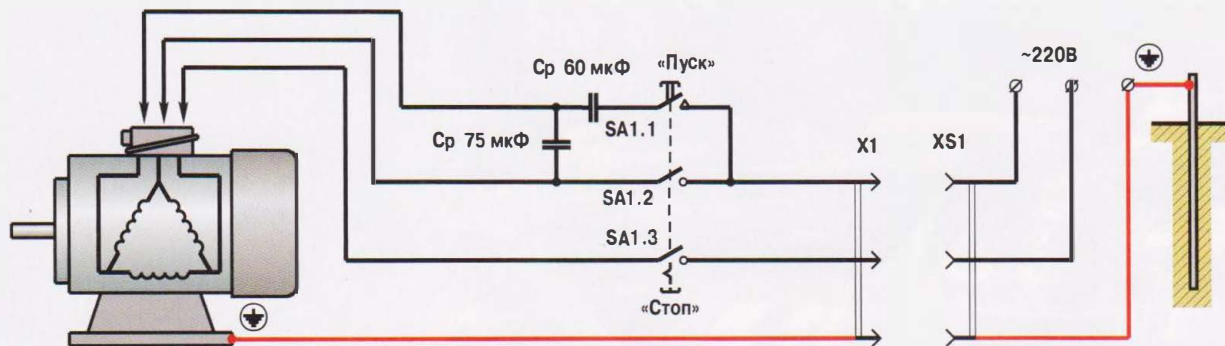 Ср 60 мкФ
«Пуск»
~220В
SA1.1
Ср 75 мкФ
X1
XS1
SA1.2
SA1.3
«Стоп»